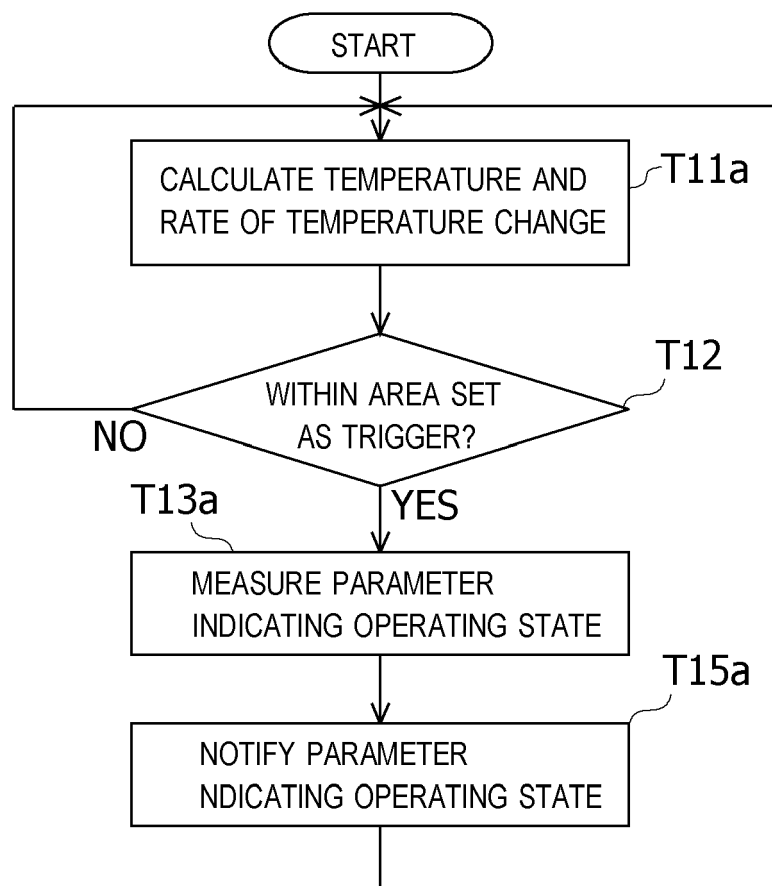 START
CALCULATE TEMPERATURE AND
RATE OF TEMPERATURE CHANGE
T11a
WITHIN AREA SET
AS TRIGGER?
T12
NO
YES
T13a
MEASURE PARAMETER
INDICATING OPERATING STATE
T15a
NOTIFY PARAMETER
NDICATING OPERATING STATE